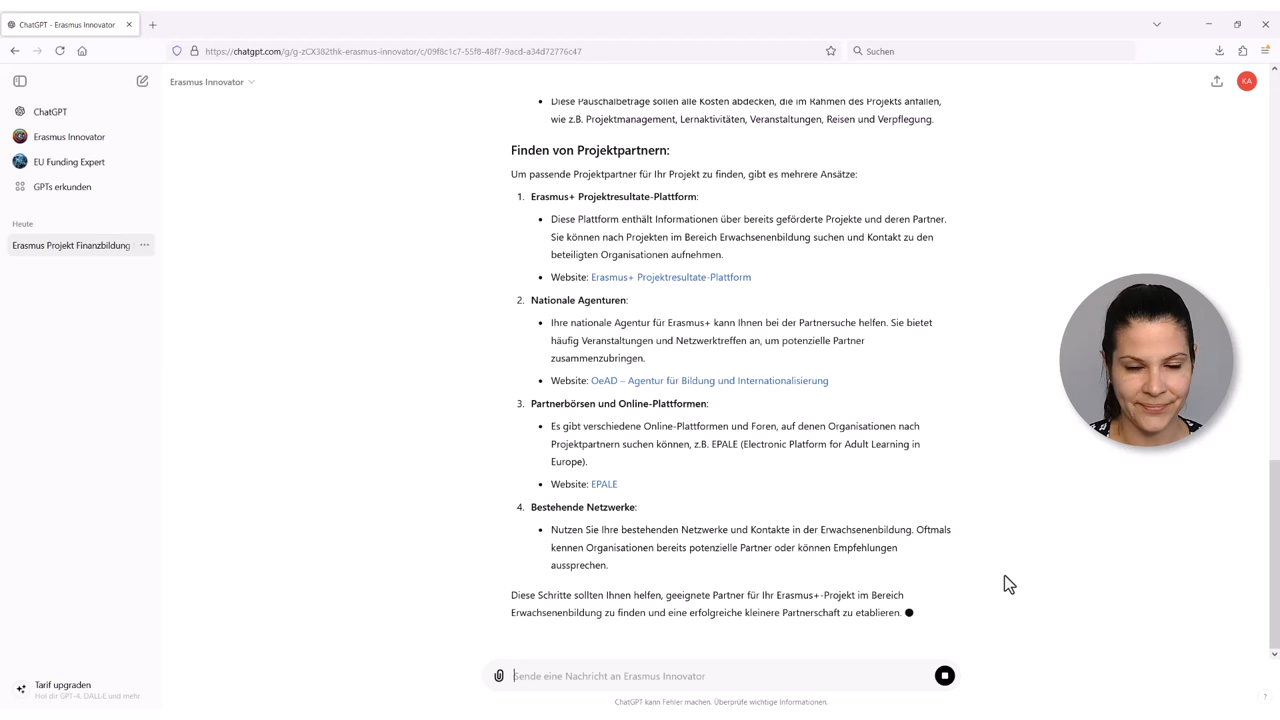 ChatGPT - Erasmus Innovator
https://chatgpt.com/g/g-zCX382thk-erasmus-innovator/c/09f8c1c7-55f8-48f7-9acd-a34d72776c47
Suchen
Erasmus Innovator
KA
ChatGPT
Erasmus Innovator
EU Funding Expert
GPTs erkunden
Heute
Erasmus Projekt Finanzbildung
Diese Pauschalbeträge sollen alle Kosten abdecken, die im Rahmen des Projekts anfallen,
wie z.B. Projektmanagement, Lernaktivitäten, Veranstaltungen, Reisen und Verpflegung.
Finden von Projektpartnern:
Um passende Projektpartner für Ihr Projekt zu finden, gibt es mehrere Ansätze:
1. Erasmus+ Projektresultate-Plattform:
Diese Plattform enthält Informationen über bereits geförderte Projekte und deren Partner.
Sie können nach Projekten im Bereich Erwachsenenbildung suchen und Kontakt zu den
beteiligten Organisationen aufnehmen.
Website: Erasmus+ Projektresultate-Plattform
2. Nationale Agenturen:
Ihre nationale Agentur für Erasmus+ kann Ihnen bei der Partnersuche helfen. Sie bietet
häufig Veranstaltungen und Netzwerktreffen an, um potenzielle Partner
zusammenzubringen.
Website: OeAD – Agentur für Bildung und Internationalisierung
3. Partnerbörsen und Online-Plattformen:
Es gibt verschiedene Online-Plattformen und Foren, auf denen Organisationen nach
Projektpartnern suchen können, z.B. EPALE (Electronic Platform for Adult Learning in
Europe).
Website: EPALE
4. Bestehende Netzwerke:
Nutzen Sie Ihre bestehenden Netzwerke und Kontakte in der Erwachsenenbildung. Oftmals
kennen Organisationen bereits potenzielle Partner oder können Empfehlungen
aussprechen.
Diese Schritte sollten Ihnen helfen, geeignete Partner für Ihr Erasmus+-Projekt im Bereich
Erwachsenenbildung zu finden und eine erfolgreiche kleinere Partnerschaft zu etablieren.
Sende eine Nachricht an Erasmus Innovator
ChatGPT kann Fehler machen. Überprüfe wichtige Informationen.
Tarif upgraden
Hol dir GPT-4, DALL·E und mehr
?